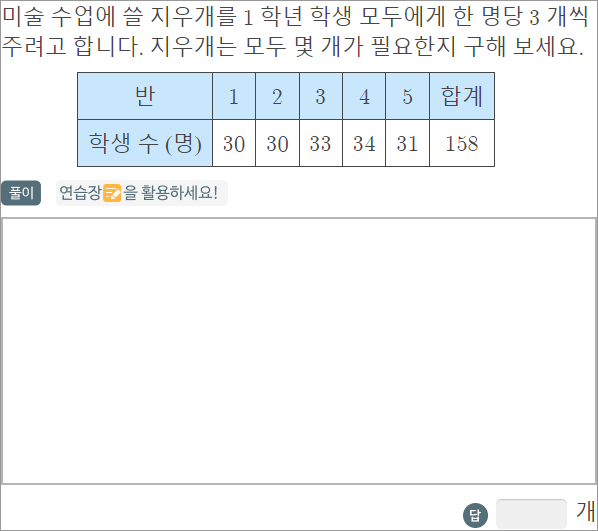 미술 수업에 쓸 지우개를 1 학년 학생 모두에게 한 명당 3 개씩
주려고 합니다. 지우개는 모두 몇 개가 필요한지 구해 보세요.
반 1 2 3 4 5 합계
학생 수 (명) 30 30 33 34 31 158
풀이 연습장을 활용하세요!
답 개